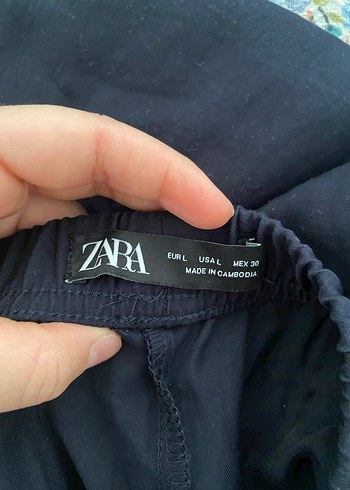 ZARA
EUR L USA L MEX 30
MADE IN CAMBODIA